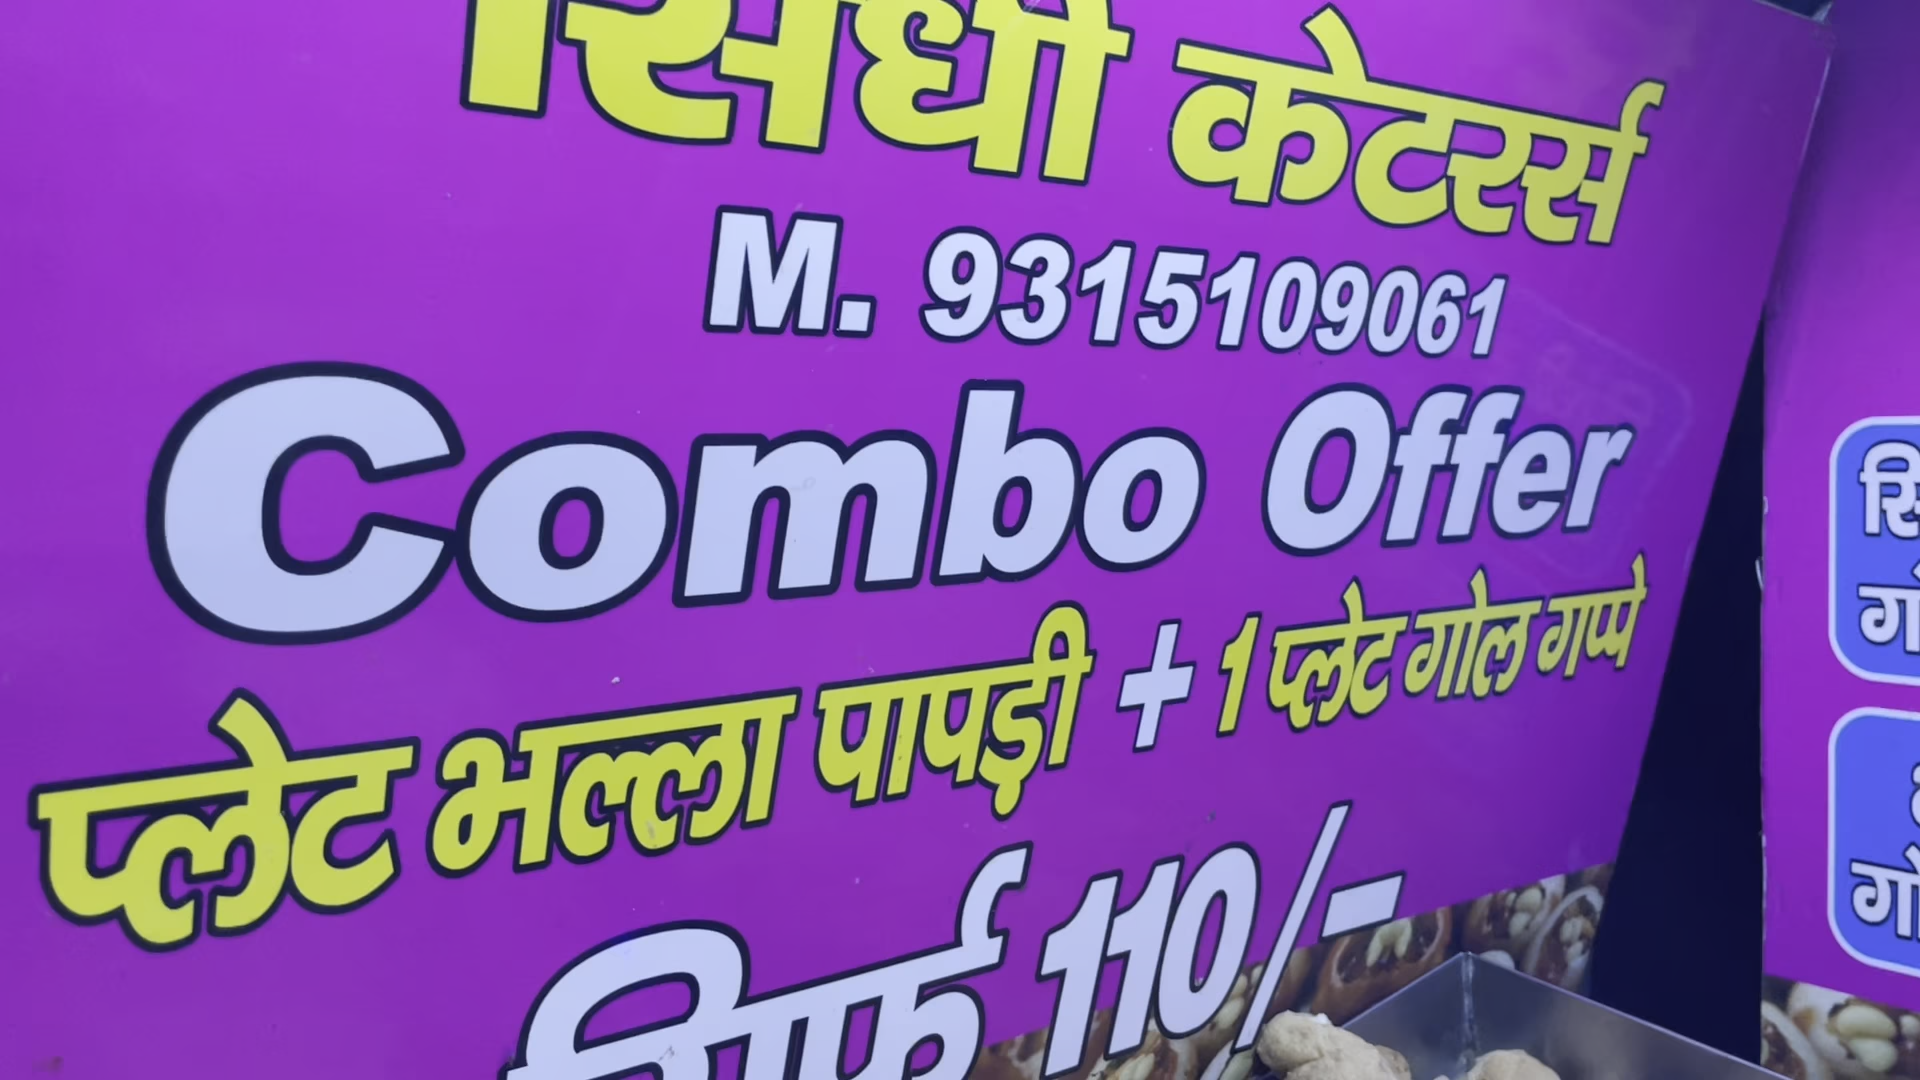 सिंधी केटरर्स
M. 9315109061
Combo Offer
प्लेट भल्ला पापड़ी + 1 प्लेट गोल गप्पे
सिर्फ 110/-